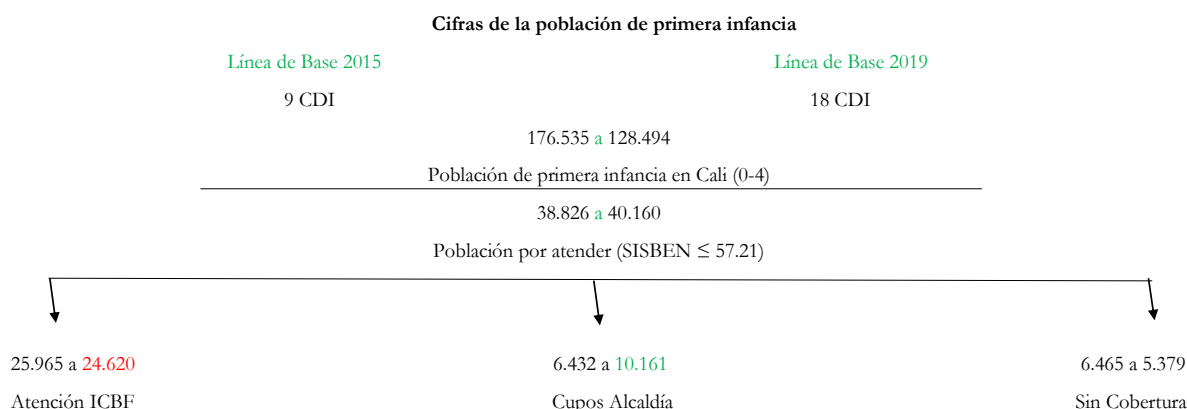 Cifras de la población de primera infancia
Línea de Base 2015
Línea de Base 2019
9 CDI
18 CDI
176.535 a 128.494
Población de primera infancia en Cali (0-4)
38.826 a 40.160
Población por atender (SISBEN ≤ 57.21)
25.965 a 24.620
6.432 a 10.161
6.465 a 5.379
Atención ICBF
Cupos Alcaldía
Sin Cobertura